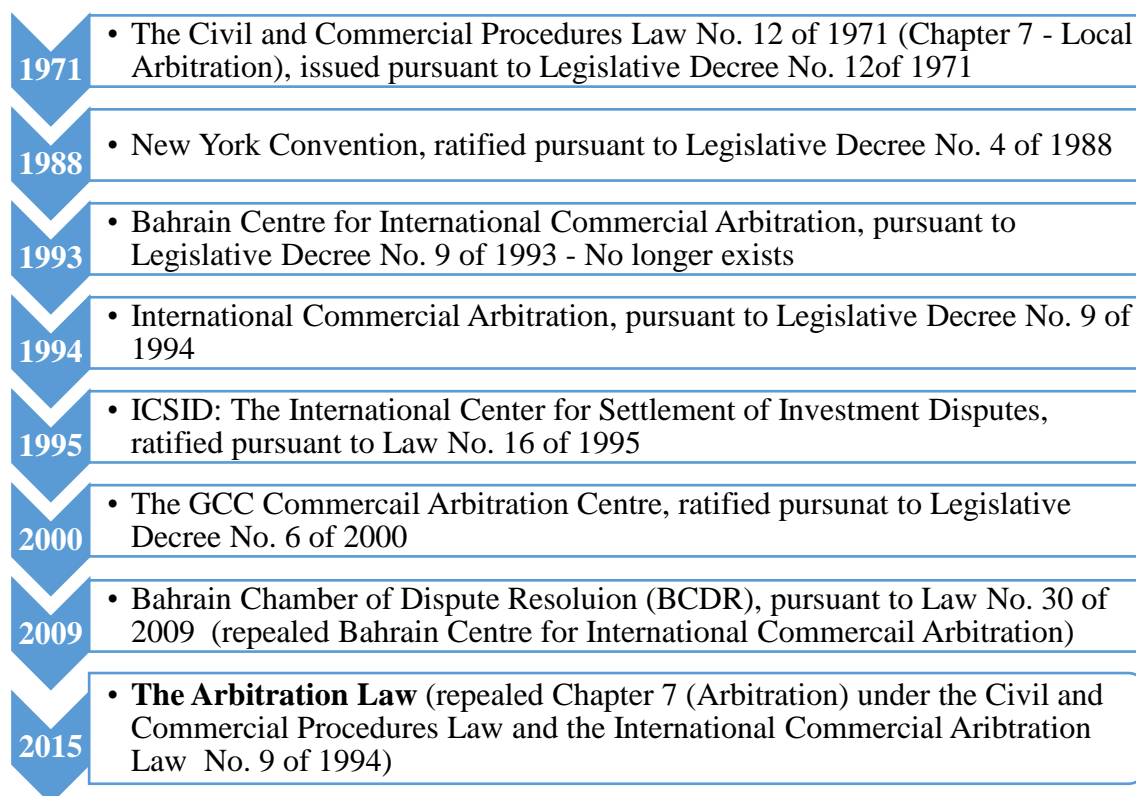 1971
• The Civil and Commercial Procedures Law No. 12 of 1971 (Chapter 7 - Local
Arbitration), issued pursuant to Legislative Decree No. 12of 1971
1988
• New York Convention, ratified pursuant to Legislative Decree No. 4 of 1988
1993
• Bahrain Centre for International Commercial Arbitration, pursuant to
Legislative Decree No. 9 of 1993 - No longer exists
1994
• International Commercial Arbitration, pursuant to Legislative Decree No. 9 of
1994
1995
• ICSID: The International Center for Settlement of Investment Disputes,
ratified pursuant to Law No. 16 of 1995
2000
• The GCC Commercail Arbitration Centre, ratified pursunat to Legislative
Decree No. 6 of 2000
2009
• Bahrain Chamber of Dispute Resoluion (BCDR), pursuant to Law No. 30 of
2009 (repealed Bahrain Centre for International Commercail Arbitration)
2015
• The Arbitration Law (repealed Chapter 7 (Arbitration) under the Civil and
Commercial Procedures Law and the International Commercial Aribtration
Law No. 9 of 1994)